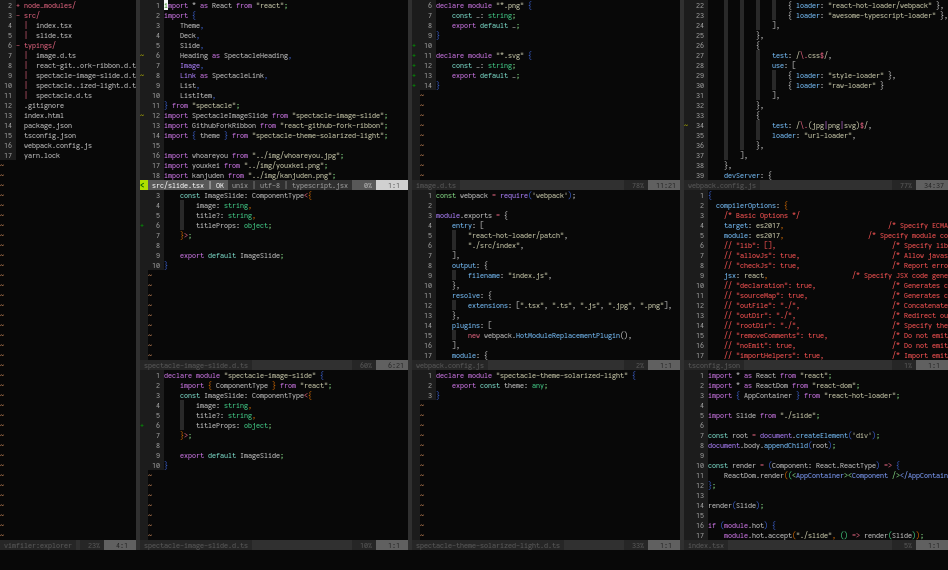 2 + node.modules/
3 - src/
4 | index.tsx
5 | slide.tsx
6 - typings/
7 | image.d.ts
8 | react-git..ork-ribbon.d.t
9 | spectacle-image-slide.d.t
10 | spectacle..ized-light.d.t
11 | spectacle.d.ts
12 .gitignore
13 index.html
14 package.json
15 tsconfig.json
16 webpack.config.js
17 yarn.lock
vimfiler:explorer 23% 4:1
1 import * as React from "react";
2 import {
3 Theme,
4 Deck,
5 Slide,
6 Heading as SpectacleHeading,
7 Image,
8 Link as SpectacleLink,
9 List,
10 ListItem,
11 } from "spectacle";
12 import SpectacleImageSlide from "spectacle-image-slide";
13 import GithubForkRibbon from "react-github-fork-ribbon";
14 import { theme } from "spectacle-theme-solarized-light";
15
16 import whoareyou from "../img/whoareyou.jpg";
17 import youxkei from "../img/youxkei.png";
18 import kanjuden from "../img/kanjuden.png";
< src/slide.tsx | OK unix | utf-8 | typescript.jsx 0% 1:1
3 const ImageSlide: ComponentType<{
4 image: string,
5 title?: string,
6 titleProps: object;
7 }>;
8
9 export default ImageSlide;
10 }
spectacle-image-slide.d.ts 60% 6:21
1 declare module "spectacle-image-slide" {
2 import { ComponentType } from "react";
3 const ImageSlide: ComponentType<{
4 image: string,
5 title?: string,
6 titleProps: object;
7 }>;
8
9 export default ImageSlide;
10 }
spectacle-image-slide.d.ts 10% 1:1
6 declare module "*.png" {
7 const _: string;
8 export default _;
9 }
10
11 declare module "*.svg" {
12 const _: string;
13 export default _;
14 }
image.d.ts 78% 11:21
1 const webpack = require('webpack');
2
3 module.exports = {
4 entry: [
5 "react-hot-loader/patch",
6 "./src/index",
7 ],
8 output: {
9 filename: "index.js",
10 },
11 resolve: {
12 extensions: [".tsx", ".ts", ".js", ".jpg", ".png"],
13 },
14 plugins: [
15 new webpack.HotModuleReplacementPlugin(),
16 ],
17 module: {
webpack.config.js 2% 1:1
1 declare module "spectacle-theme-solarized-light" {
2 export const theme: any;
3 }
spectacle-theme-solarized-light.d.ts 33% 1:1
22 { loader: "react-hot-loader/webpack" },
23 { loader: "awesome-typescript-loader" },
24 ],
25 },
26 {
27 test: /\.css$/,
28 use: [
29 { loader: "style-loader" },
30 { loader: "raw-loader" }
31 ],
32 },
33 {
34 test: /\.(jpg|png|svg)$/,
35 loader: "url-loader",
36 },
37 ],
38 },
39 devServer: {
webpack.config.js 77% 34:37
1 {
2 compilerOptions: {
3 /* Basic Options */
4 target: es2017, /* Specify ECMA
5 module: es2017, /* Specify module co
6 // "lib": [], /* Specify lib
7 // "allowJs": true, /* Allow javas
8 // "checkJs": true, /* Report erro
9 jsx: react, /* Specify JSX code gene
10 // "declaration": true, /* Generates c
11 // "sourceMap": true, /* Generates c
12 // "outFile": "./", /* Concatenate
13 // "outDir": "./", /* Redirect ou
14 // "rootDir": "./", /* Specify the
15 // "removeComments": true, /* Do not emit
16 // "noEmit": true, /* Do not emit
17 // "importHelpers": true, /* Import emit
tsconfig.json 1% 1:1
1 import * as React from "react";
2 import * as ReactDom from "react-dom";
3 import { AppContainer } from "react-hot-loader";
4
5 import Slide from "./slide";
6
7 const root = document.createElement('div');
8 document.body.appendChild(root);
9
10 const render = (Component: React.ReactType) => {
11 ReactDom.render((<AppContainer><Component /></AppContain
12 };
13
14 render(Slide);
15
16 if (module.hot) {
17 module.hot.accept("./slide", () => render(Slide));
index.tsx 5% 1:1